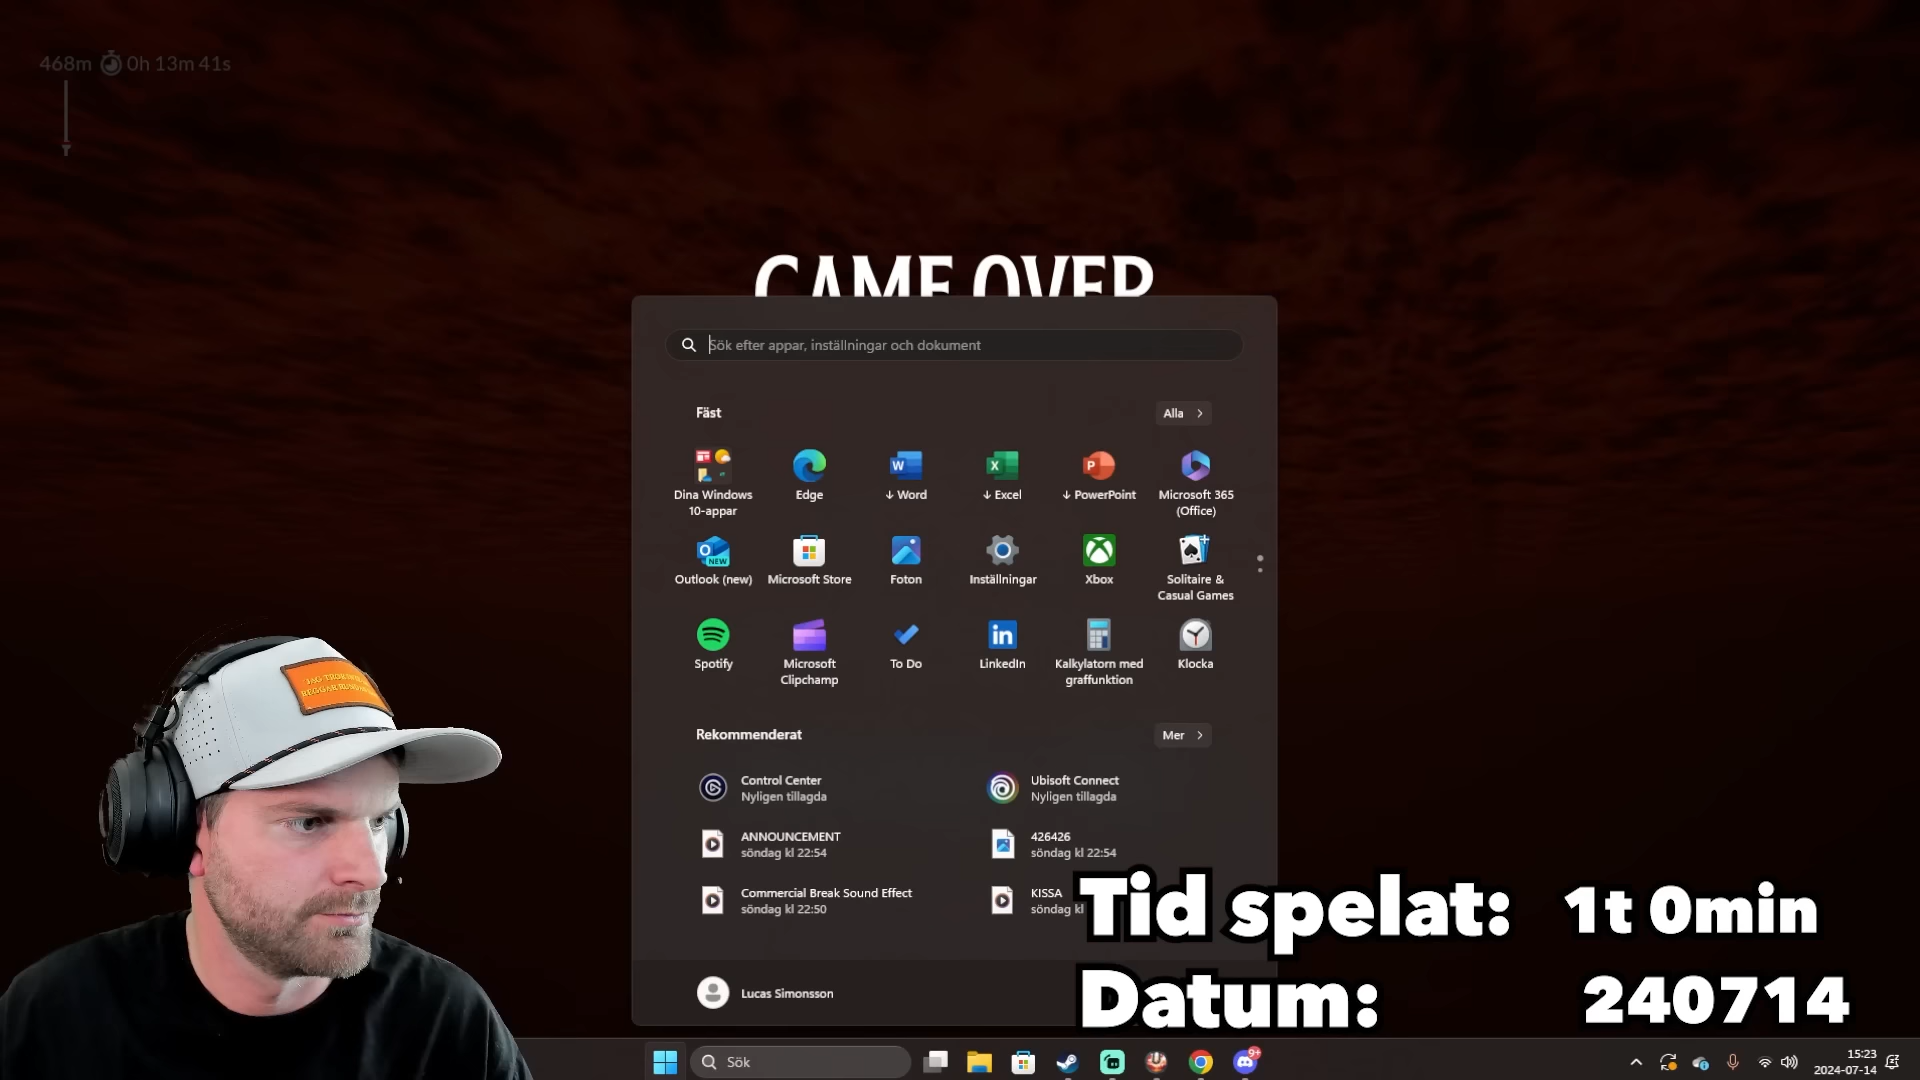 468m 0h 13m 41s
GAME OVER
Sök efter appar, inställningar och dokument
Fäst
Alla
Dina Windows 10-appar
Edge
↓ Word
↓ Excel
↓ PowerPoint
Microsoft 365 (Office)
Outlook (new)
Microsoft Store
Foton
Inställningar
Xbox
Solitaire & Casual Games
Spotify
Microsoft Clipchamp
To Do
LinkedIn
Kalkylatorn med graffunktion
Klocka
Rekommenderat
Mer
Control Center
Nyligen tillagda
Ubisoft Connect
Nyligen tillagda
ANNOUNCEMENT
söndag kl 22:54
426426
söndag kl 22:54
Commercial Break Sound Effect
söndag kl 22:50
KISSA
söndag kl
Tid spelat: 1t 0min
Datum: 240714
Lucas Simonsson
Sök
9+
15:23
2024-07-14